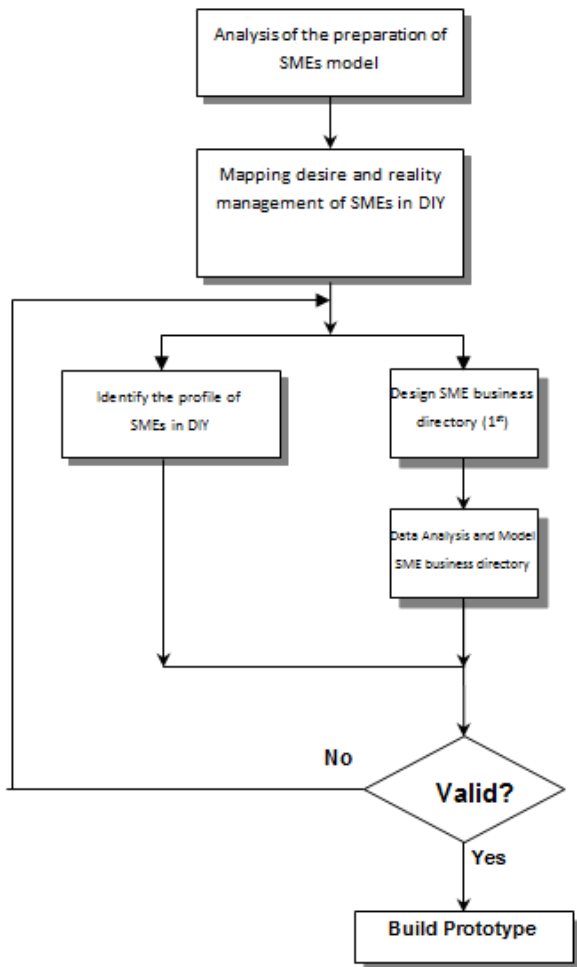 Analysis of the preparation of
SMEs model
Mapping desire and reality
management of SMEs in DIY
Identify the profile of
SMEs in DIY
Design SME business
directory (1st)
Data Analysis and Model
SME business directory
No
Valid?
Yes
Build Prototype